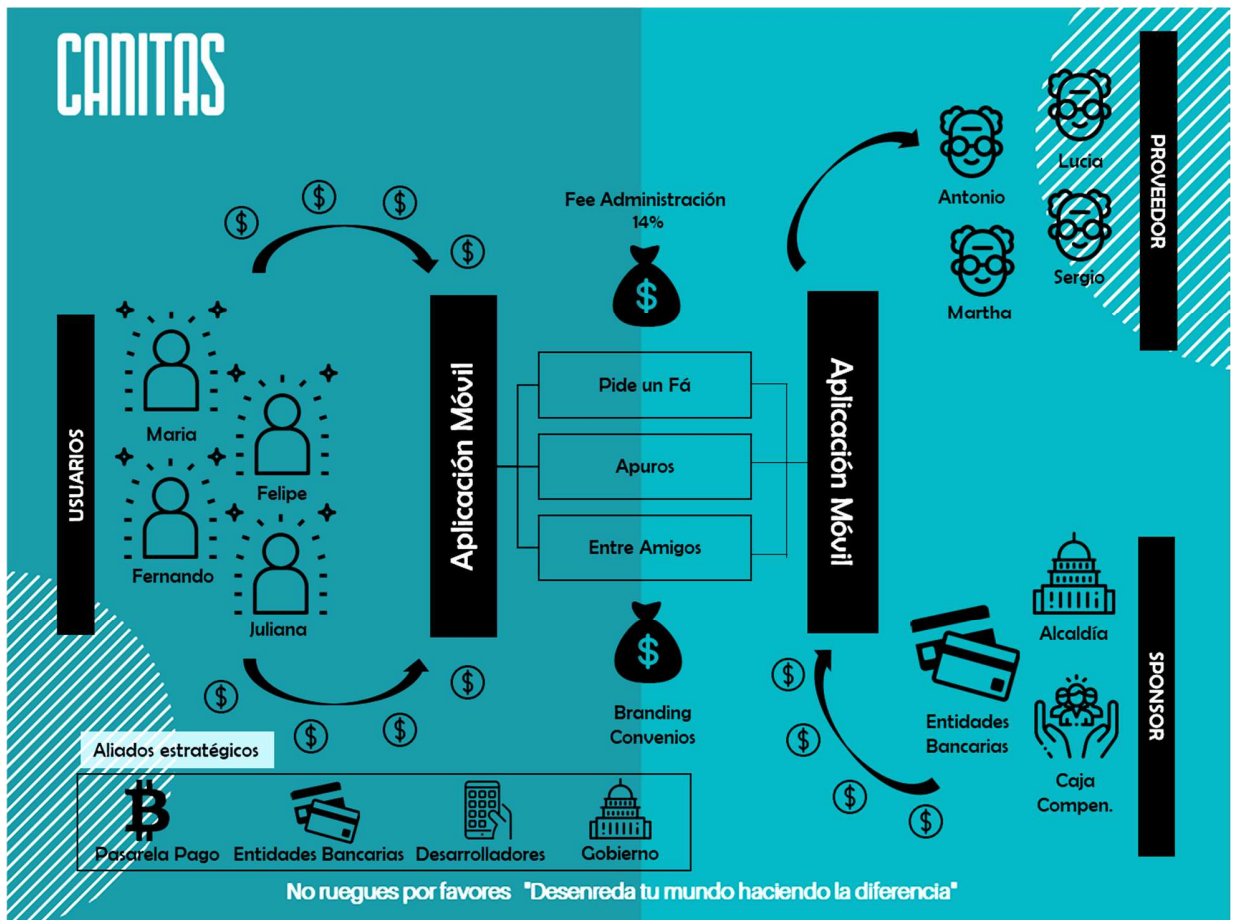 CANITAS
USUARIOS
Maria
Felipe
Fernando
Juliana
Aplicación Móvil
Fee Administración
14%
Pide un Fá
Apuros
Entre Amigos
Branding
Convenios
Aplicación Móvil
Antonio
Lucia
Martha
Sergio
PROVEEDOR
Alcaldía
Entidades
Bancarias
Caja
Compen.
SPONSOR
Aliados estratégicos
Pasarela Pago
Entidades Bancarias
Desarrolladores
Gobierno
No ruegues por favores "Desenreda tu mundo haciendo la diferencia"